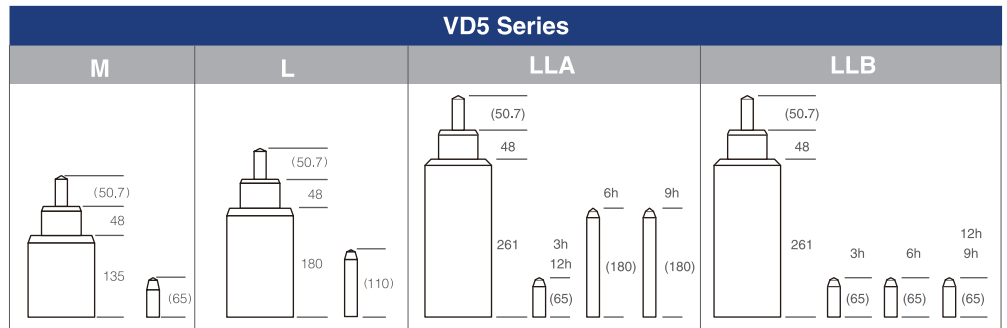 VD5 Series
M
L
LLA
LLB
(50,7)
48
135
(65)
(50.7)
48
180
(110)
(50.7)
48
261
3h
12h
(65)
6h
(180)
9h
(180)
(50.7)
48
261
3h
(65)
6h
(65)
12h
9h
(65)